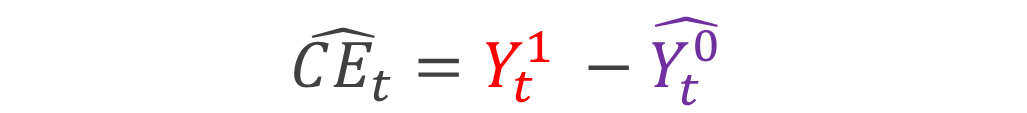 $\widehat{CE}_t = Y_t^1 - \widehat{Y_t^0}$